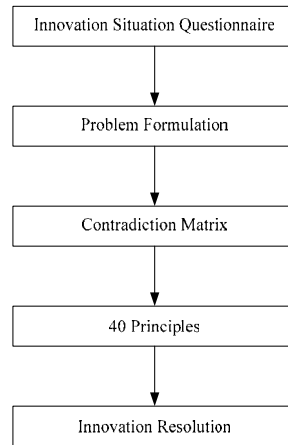 Innovation Situation Questionnaire
Problem Formulation
Contradiction Matrix
40 Principles
Innovation Resolution